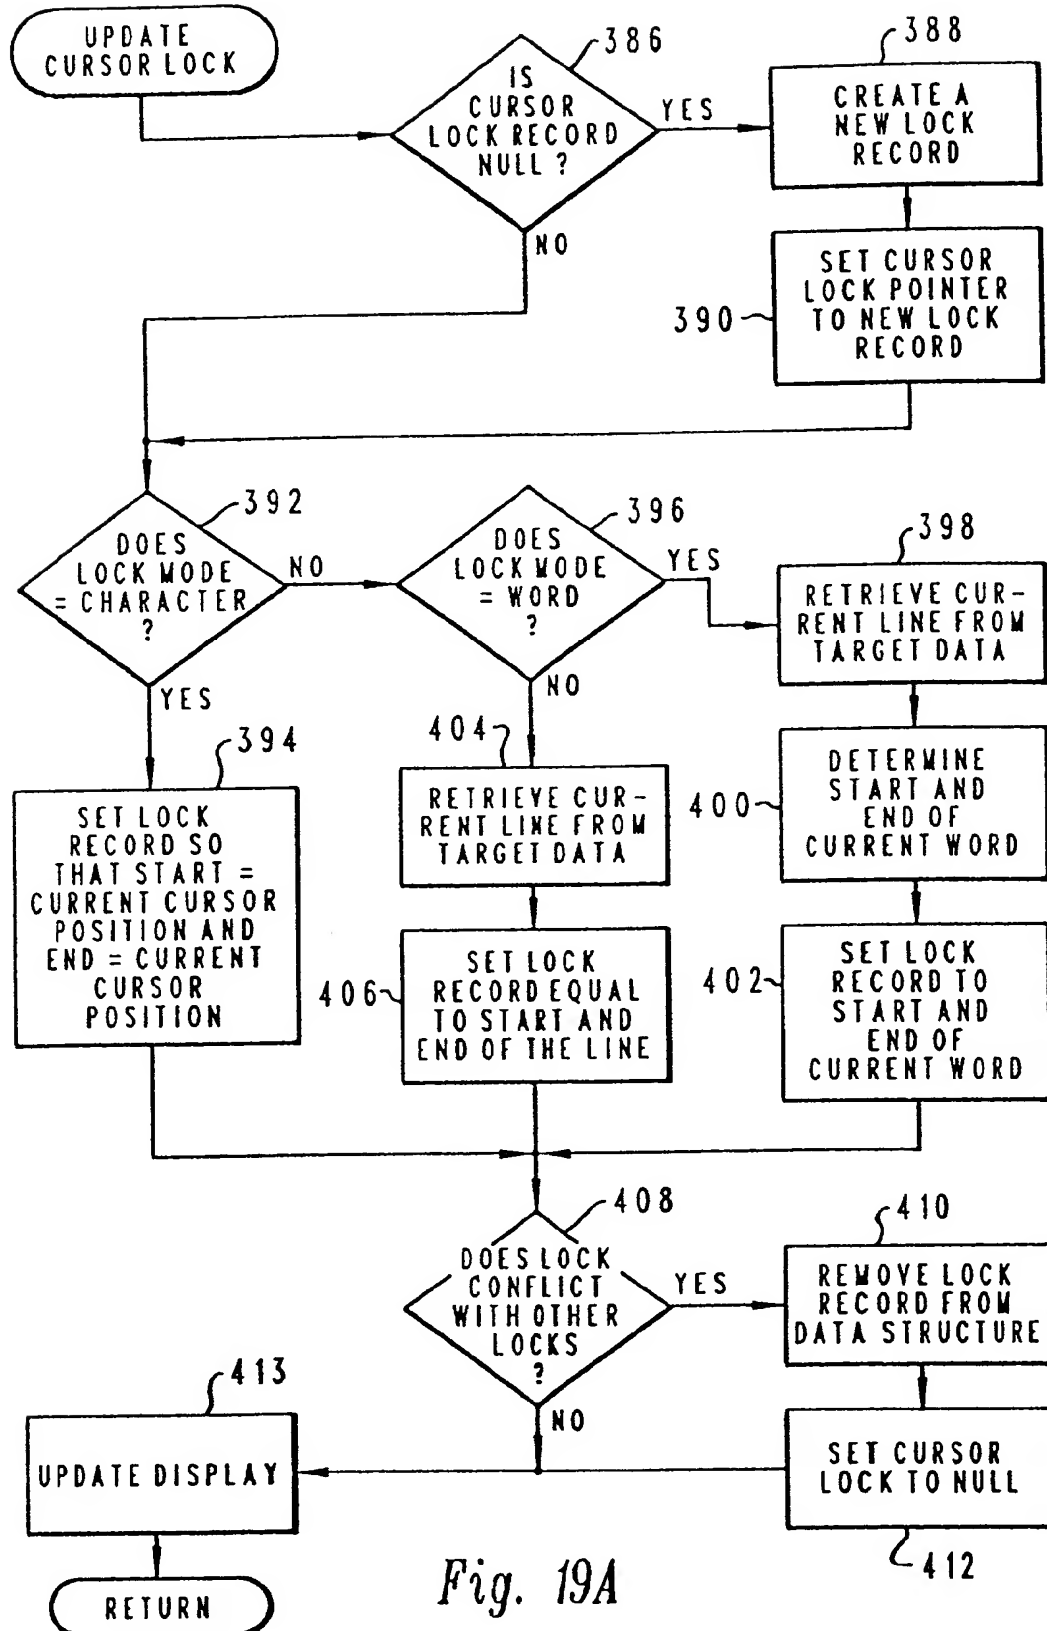 UPDATE
CURSOR LOCK
386
IS
CURSOR
LOCK RECORD
NULL ?
YES
NO
388
CREATE A
NEW LOCK
RECORD
390
SET CURSOR
LOCK POINTER
TO NEW LOCK
RECORD
392
DOES
LOCK MODE
= CHARACTER
?
NO
YES
396
DOES
LOCK MODE
= WORD
?
YES
NO
398
RETRIEVE CUR-
RENT LINE FROM
TARGET DATA
394
SET LOCK
RECORD SO
THAT START =
CURRENT CURSOR
POSITION AND
END = CURRENT
CURSOR
POSITION
404
RETRIEVE CUR-
RENT LINE FROM
TARGET DATA
400
DETERMINE
START AND
END OF
CURRENT WORD
406
SET LOCK
RECORD EQUAL
TO START AND
END OF THE LINE
402
SET LOCK
RECORD TO
START AND
END OF
CURRENT WORD
408
DOES LOCK
CONFLICT
WITH OTHER
LOCKS
?
YES
NO
410
REMOVE LOCK
RECORD FROM
DATA STRUCTURE
413
UPDATE DISPLAY
SET CURSOR
LOCK TO NULL
412
RETURN
Fig. 19A